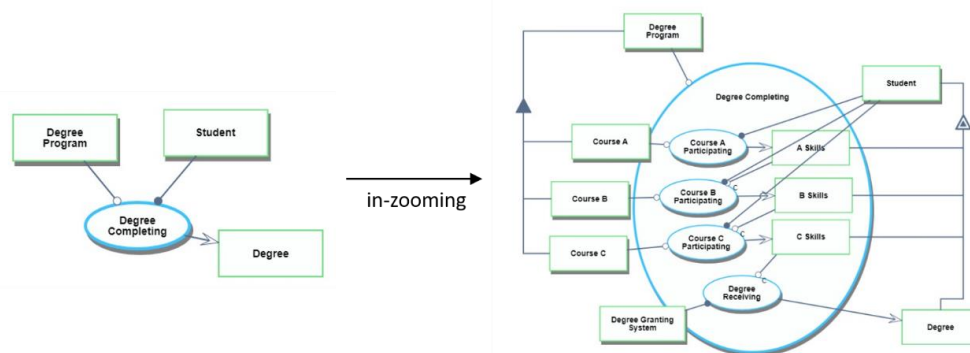 Degree
Program
Student
Degree
Completing
Degree
in-zooming
Degree
Program
Degree Completing
Student
Course A
Course A
Participating
A Skills
Course B
Course B
Participating
C
B Skills
Course C
Course C
Participating
C
C Skills
Degree
Receiving
C
Degree Granting
System
Degree